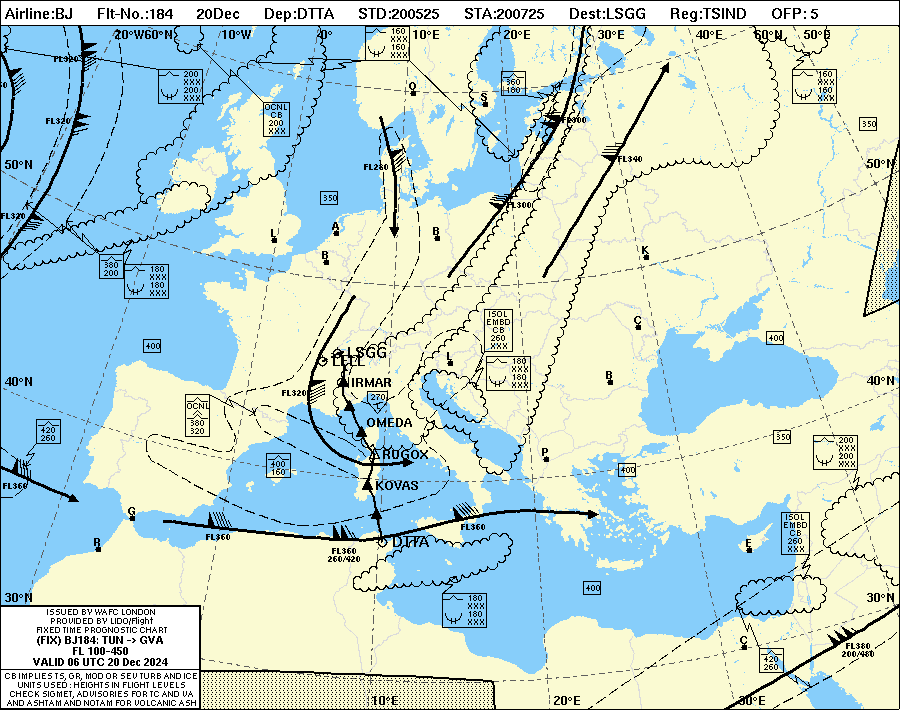 Airline:BJ Flt-No.:184 20Dec Dep:DTTA STD:200525 STA:200725 Dest:LSGG Reg:TSIND OFP: 5
20°W60°N 10°W 0° 10°E 20°E 30°E 40°E 60°N 50°E
160
XXX
160
XXX
FL320
200
XXX
200
XXX
360
180
160
XXX
160
XXX
O
S
OCNL
CB
200
XXX
FL320
FL300
350
50°N
FL280
FL340
50°N
350
FL300
FL320
L
A
B
B
K
380
200
180
XXX
180
XXX
ISOL
EMBD
CB
260
XXX
C
400
400
LSGG
LFLL
L
180
XXX
180
XXX
40°N
IRMAR
B
40°N
FL320
270
OCNL
380
320
OMEDA
420
260
350
200
XXX
200
XXX
RUGOX
P
400
160
400
FL360
KOVAS
G
FL360
FL360
ISOL
EMBD
CB
260
XXX
R
DTTA
FL360
260/420
E
30°N
400
180
XXX
180
XXX
30°N
ISSUED BY WAFC LONDON
PROVIDED BY LIDO/Flight
FIXED TIME PROGNOSTIC CHART
(FIX) BJ184: TUN -> GVA
FL 100-450
VALID 06 UTC 20 Dec 2024
CB IMPLIES TS, GR, MOD OR SEV TURB AND ICE
UNITS USED : HEIGHTS IN FLIGHT LEVELS
CHECK SIGMET, ADVISORIES FOR TC AND VA
AND ASHTAM AND NOTAM FOR VOLCANIC ASH
C
420
260
FL380
200/480
10°E 20°E 30°E